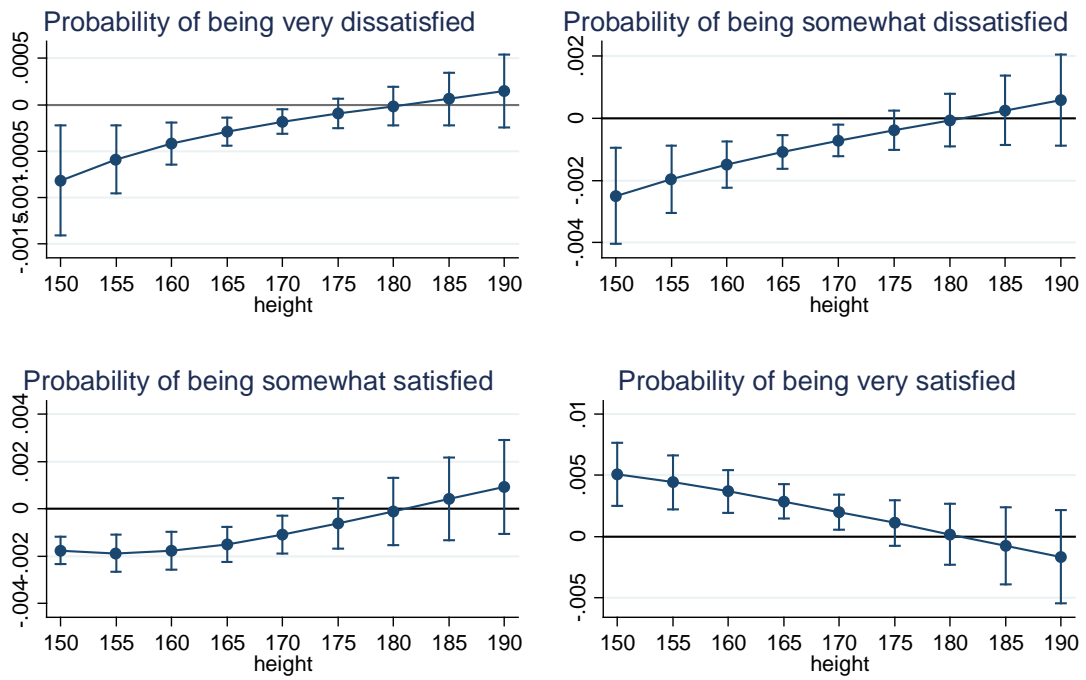 Probability of being very dissatisfied
.0005
0
-.0005
-.001
-.0015
150 155 160 165 170 175 180 185 190
height
Probability of being somewhat dissatisfied
.002
0
-.002
-.004
150 155 160 165 170 175 180 185 190
height
Probability of being somewhat satisfied
.004
.002
0
-.002
-.004
150 155 160 165 170 175 180 185 190
height
Probability of being very satisfied
.01
.005
0
-.005
150 155 160 165 170 175 180 185 190
height